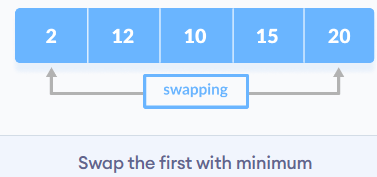 2 12 10 15 20
swapping
Swap the first with minimum